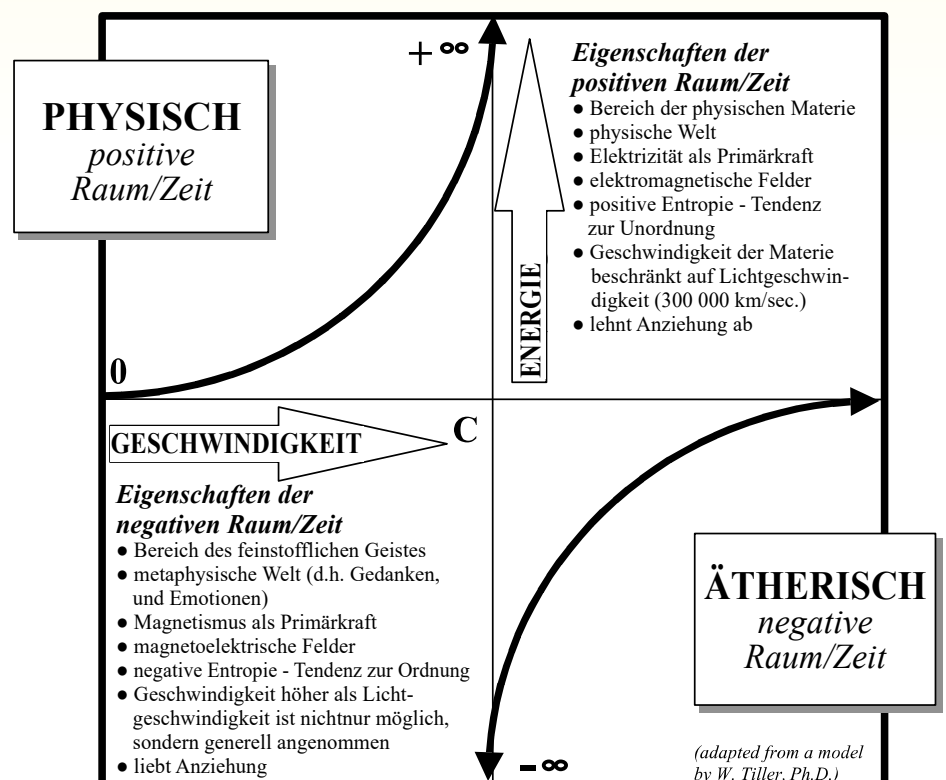 PHYSISCH
positive
Raum/Zeit
+ ∞
Eigenschaften der
positiven Raum/Zeit
● Bereich der physischen Materie
● physische Welt
● Elektrizität als Primärkraft
● elektromagnetische Felder
● positive Entropie - Tendenz
zur Unordnung
● Geschwindigkeit der Materie
beschränkt auf Lichtgeschwin-
digkeit (300 000 km/sec.)
● lehnt Anziehung ab
ENERGIE
0
GESCHWINDIGKEIT
C
Eigenschaften der
negativen Raum/Zeit
● Bereich des feinstofflichen Geistes
● metaphysische Welt (d.h. Gedanken,
und Emotionen)
● Magnetismus als Primärkraft
● magnetoelektrische Felder
● negative Entropie - Tendenz zur Ordnung
● Geschwindigkeit höher als Licht-
geschwindigkeit ist nichtnur möglich,
sondern generell angenommen
● liebt Anziehung
ÄTHERISCH
negative
Raum/Zeit
- ∞
(adapted from a model
by W. Tiller, Ph.D.)